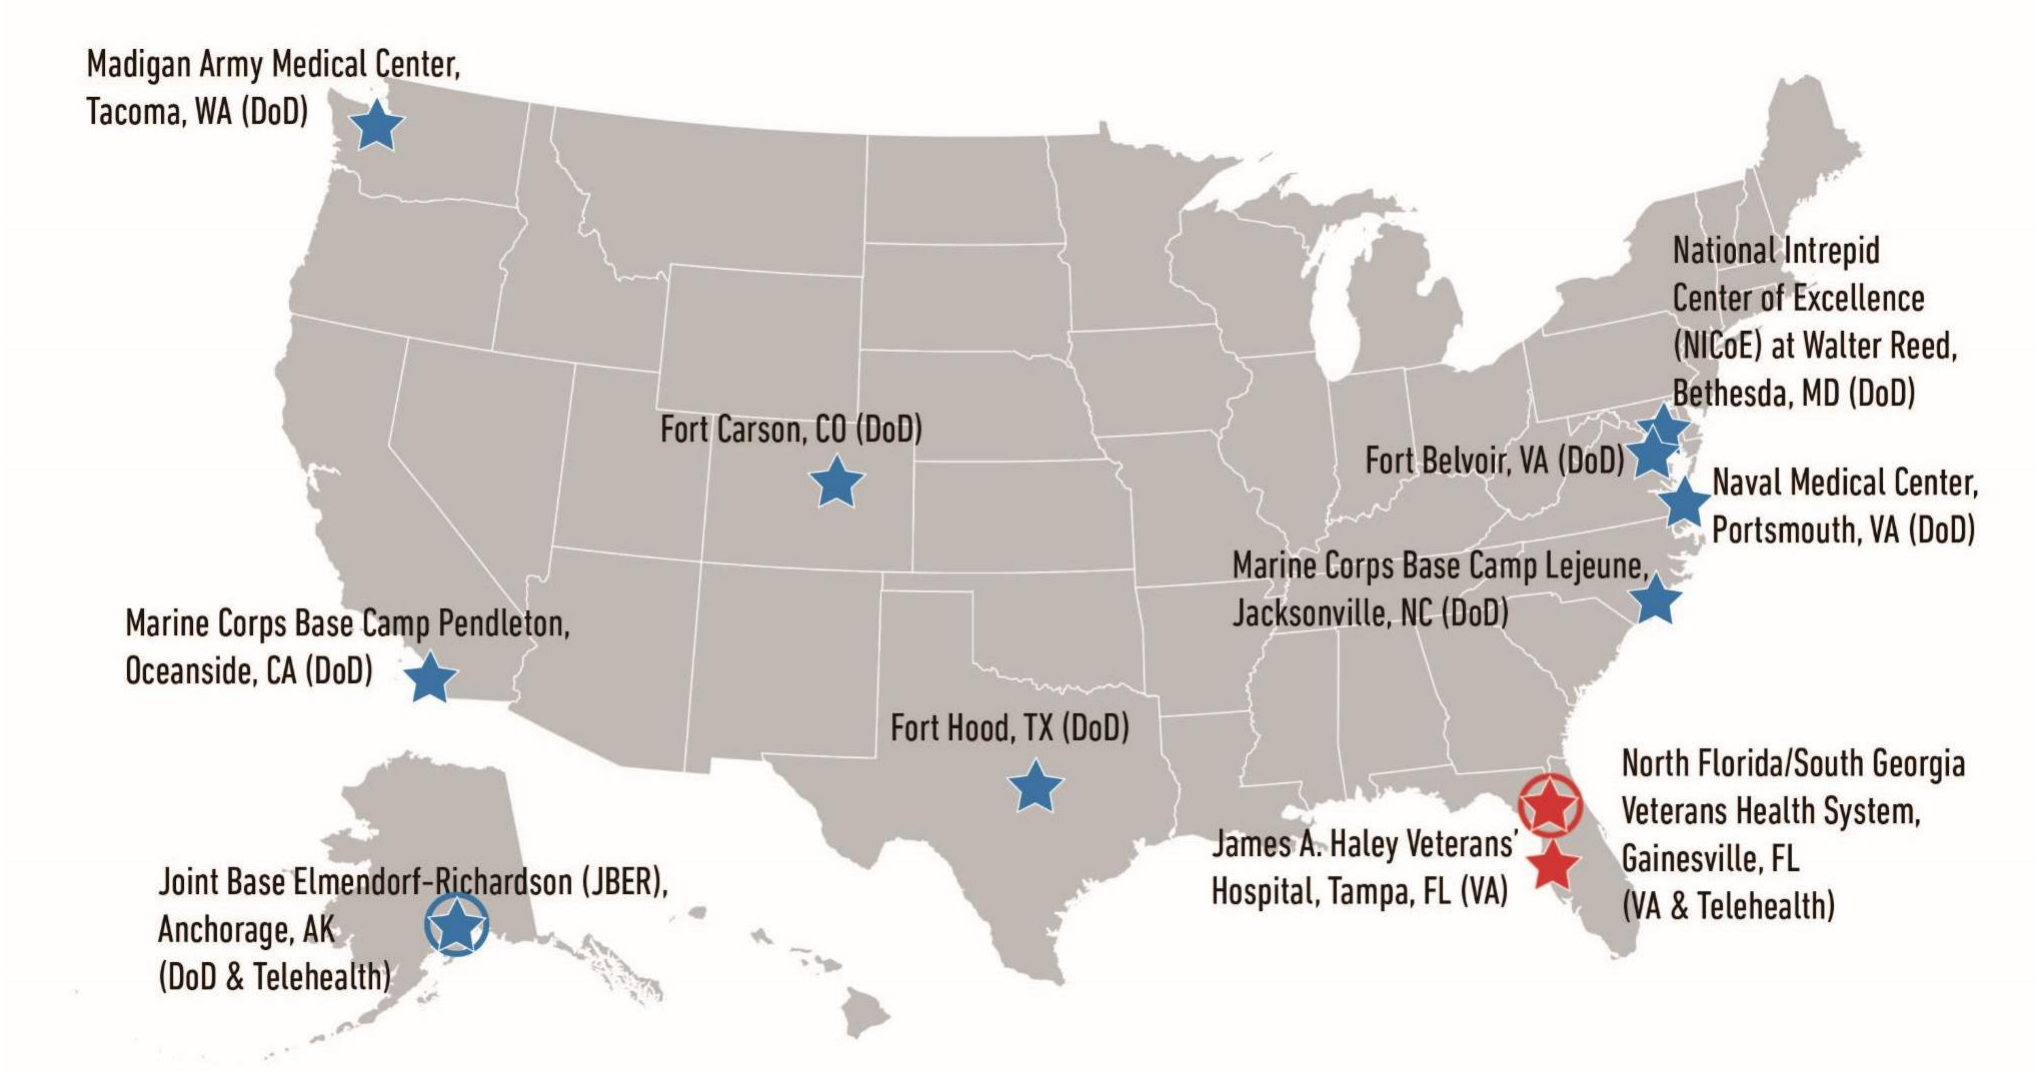 Madigan Army Medical Center,
Tacoma, WA (DoD)
National Intrepid
Center of Excellence
(NICoE) at Walter Reed,
Bethesda, MD (DoD)
Fort Carson, CO (DoD)
Fort Belvoir, VA (DoD)
Naval Medical Center,
Portsmouth, VA (DoD)
Marine Corps Base Camp Lejeune,
Jacksonville, NC (DoD)
Marine Corps Base Camp Pendleton,
Oceanside, CA (DoD)
Fort Hood, TX (DoD)
North Florida/South Georgia
Veterans Health System,
Gainesville, FL
(VA & Telehealth)
James A. Haley Veterans’
Hospital, Tampa, FL (VA)
Joint Base Elmendorf-Richardson (JBER),
Anchorage, AK
(DoD & Telehealth)